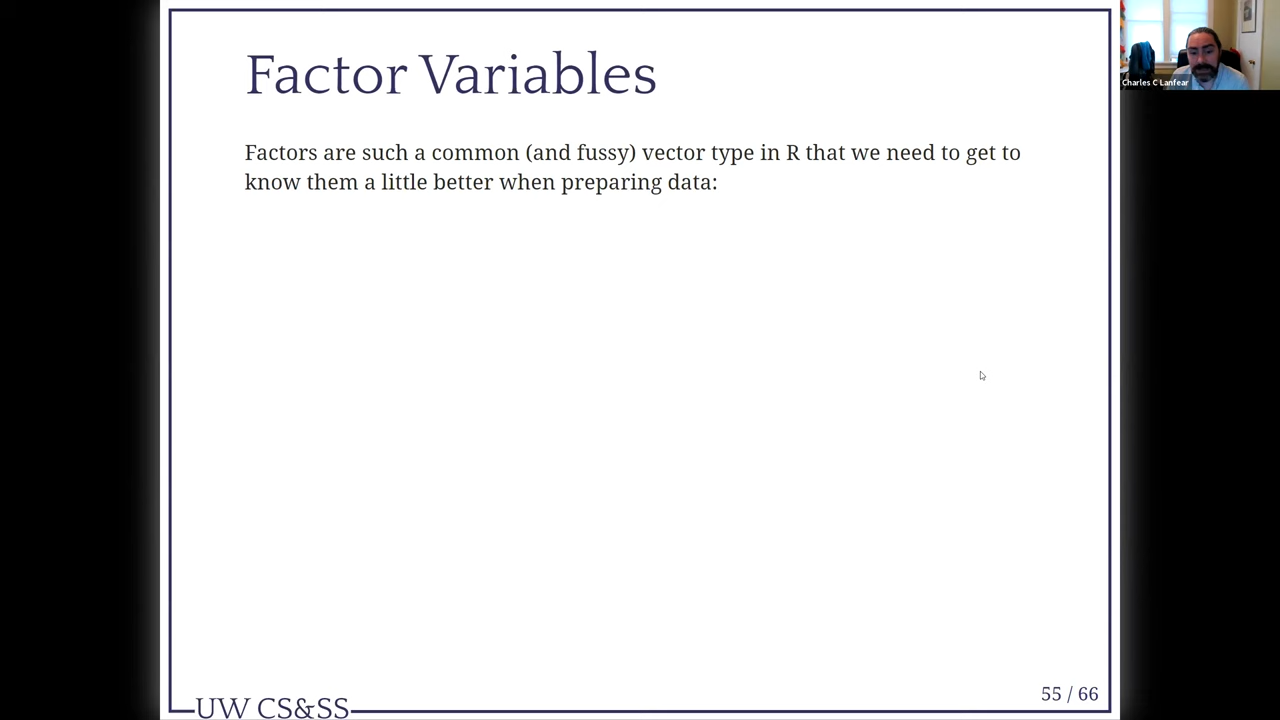 Factor Variables
Charles C Lanfear
Factors are such a common (and fussy) vector type in R that we need to get to
know them a little better when preparing data:
55 / 66
UW CS&SS